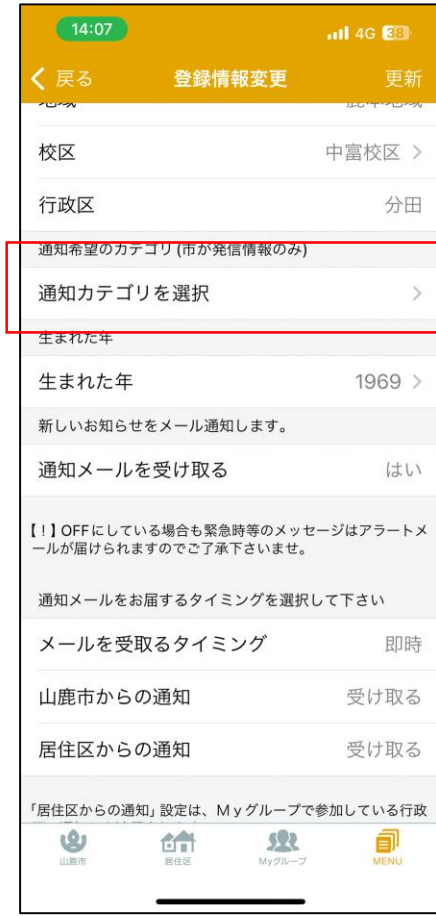 14:07
4G 38
戻る 登録情報変更 更新
地域
校区 中富校区
行政区 分田
通知希望のカテゴリ (市が発信情報のみ)
通知カテゴリを選択
生まれた年
生まれた年 1969
新しいお知らせをメール通知します。
通知メールを受け取る はい
【！】OFFにしている場合も緊急時等のメッセージはアラートメ
ールが届けられますのでご了承下さいませ。
通知メールをお届するタイミングを選択して下さい
メールを受取るタイミング 即時
山鹿市からの通知 受け取る
居住区からの通知 受け取る
「居住区からの通知」設定は、Ｍｙグループで参加している行政
山鹿市 居住区 Myグループ MENU